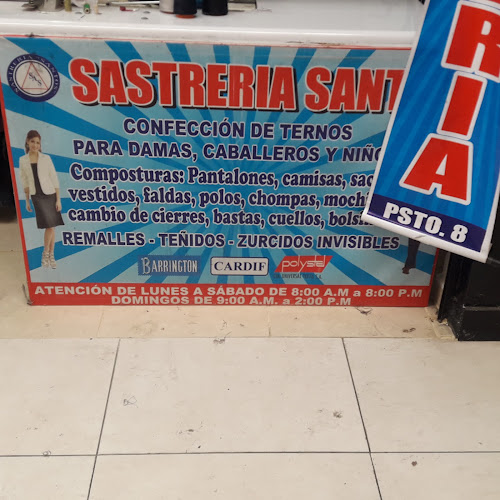 SASTRERIA SANT
CONFECCIÓN DE TERNOS
PARA DAMAS, CABALLEROS Y NIÑO
Composturas: Pantalones, camisas, sac
vestidos, faldas, polos, chompas, moch
cambio de cierres, bastas, cuellos, bols
REMALLES - TEÑIDOS - ZURCIDOS INVISIBLES
BARRINGTON CARDIF polysel
ATENCIÓN DE LUNES A SÁBADO DE 8:00 A.M a 8:00 P.M
DOMINGOS DE 9:00 A.M. a 2:00 P.M
RIA
PSTO. 8